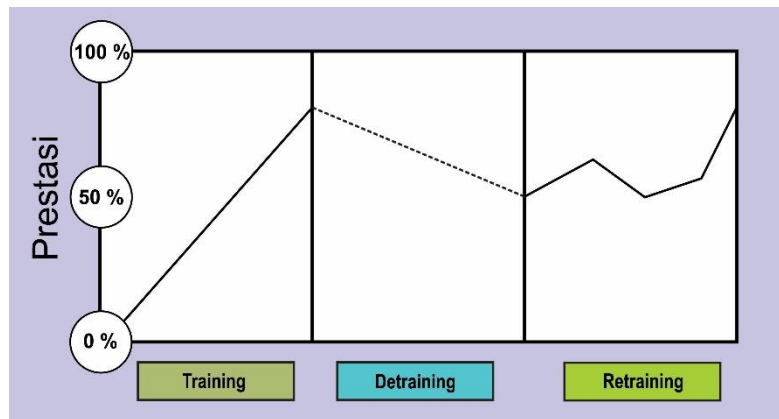 100 %
Prestasi
50 %
0 %
Training
Detraining
Retraining